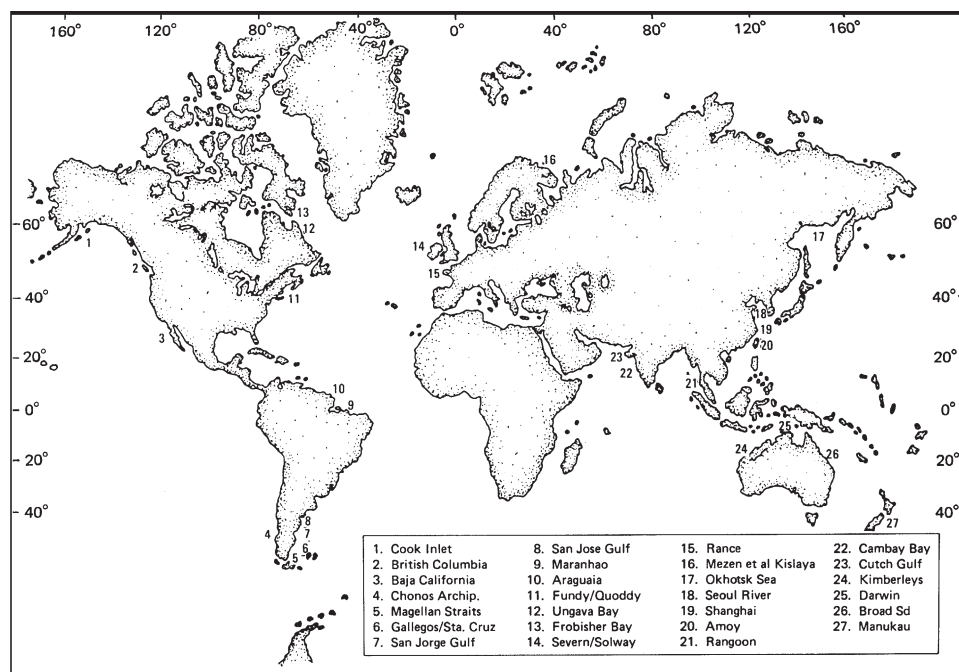 160° 120° 40° 0° 40° 80° 120° 160°
16
13
60° 12 17 60°
1 14
2 15
40° 11 18 40°
3 19
20
20° 23 20°
22 21
10
0° 9 0°
25
24 26
20° 20°
40° 8 40°
4 7 27
6
5
1. Cook Inlet 8. San Jose Gulf 15. Rance 22. Cambay Bay
2. British Columbia 9. Maranhao 16. Mezen et al Kislaya 23. Cutch Gulf
3. Baja California 10. Araguaia 17. Okhotsk Sea 24. Kimberleys
4. Chonos Archip. 11. Fundy/Quoddy 18. Seoul River 25. Darwin
5. Magellan Straits 12. Ungava Bay 19. Shanghai 26. Broad Sd
6. Gallegos/Sta. Cruz 13. Frobisher Bay 20. Amoy 27. Manukau
7. San Jorge Gulf 14. Severn/Solway 21. Rangoon